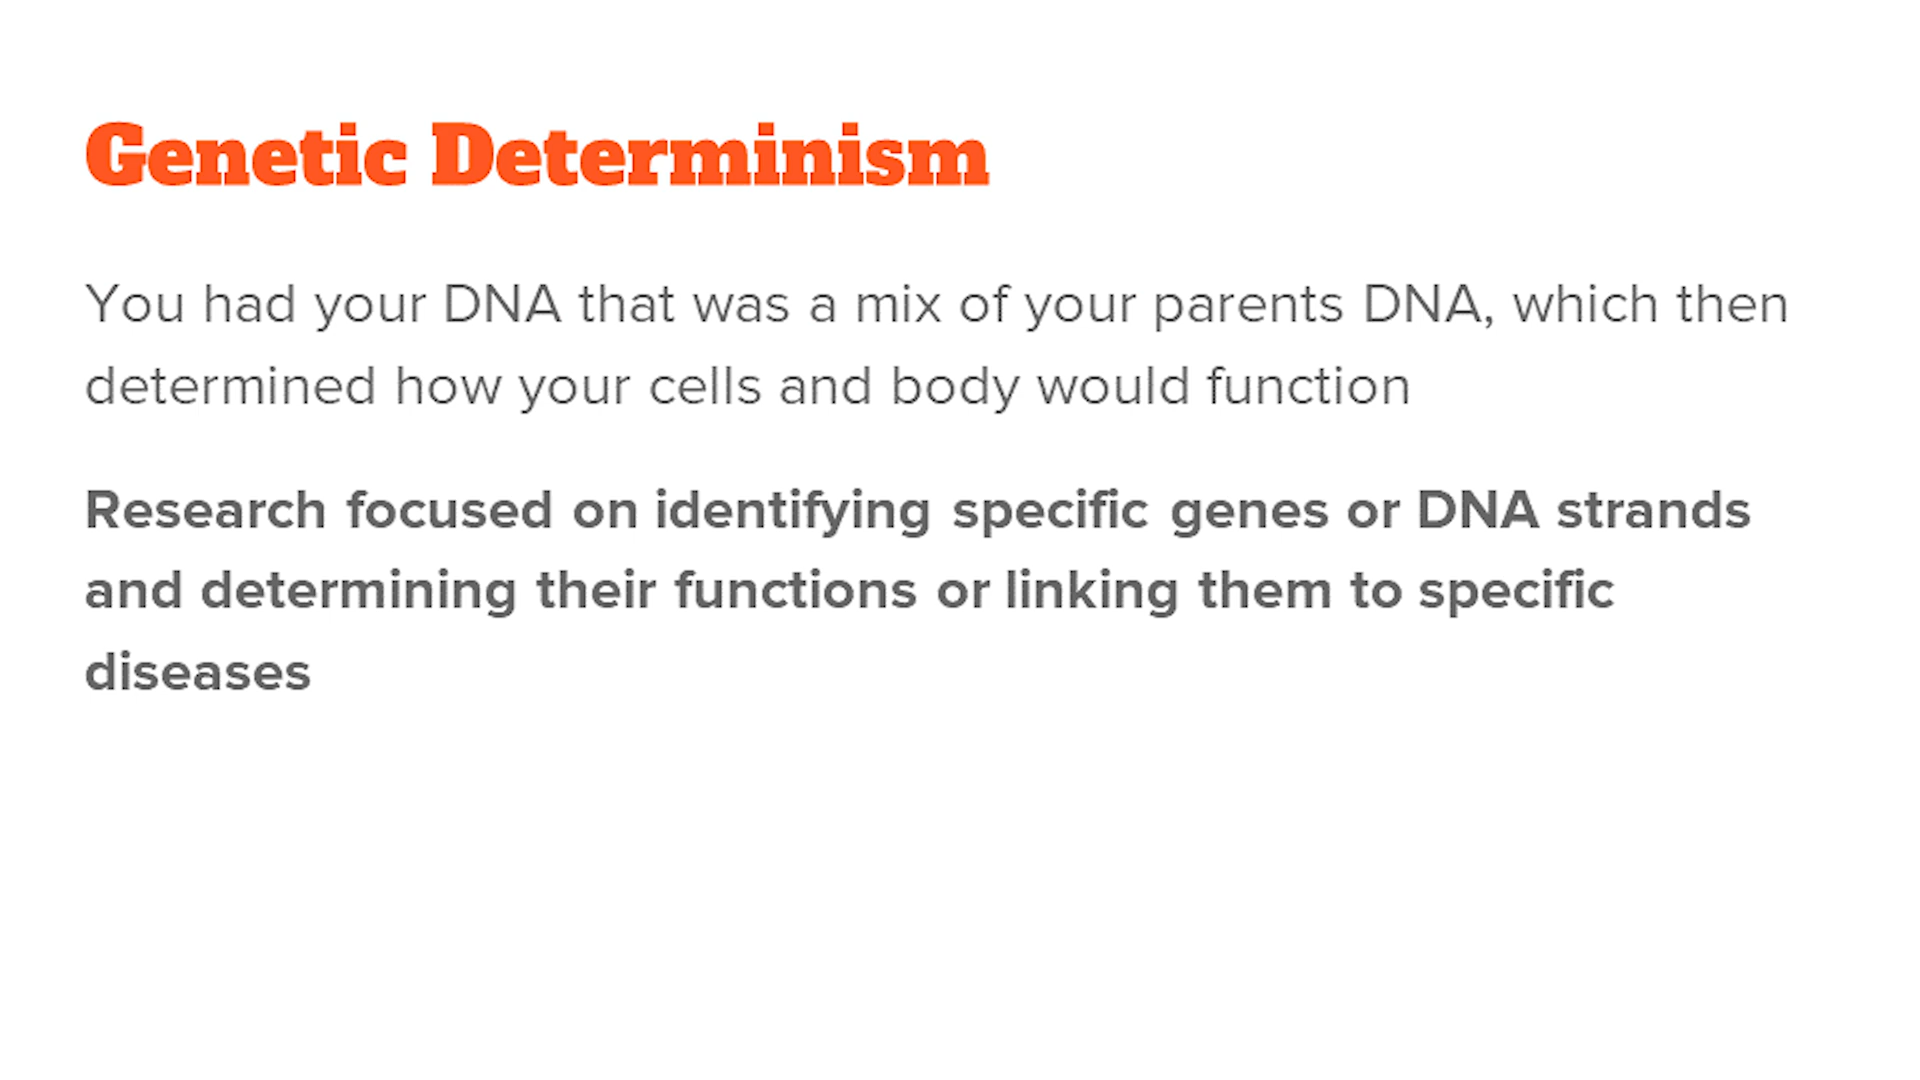 Genetic Determinism
You had your DNA that was a mix of your parents DNA, which then
determined how your cells and body would function
Research focused on identifying specific genes or DNA strands
and determining their functions or linking them to specific
diseases